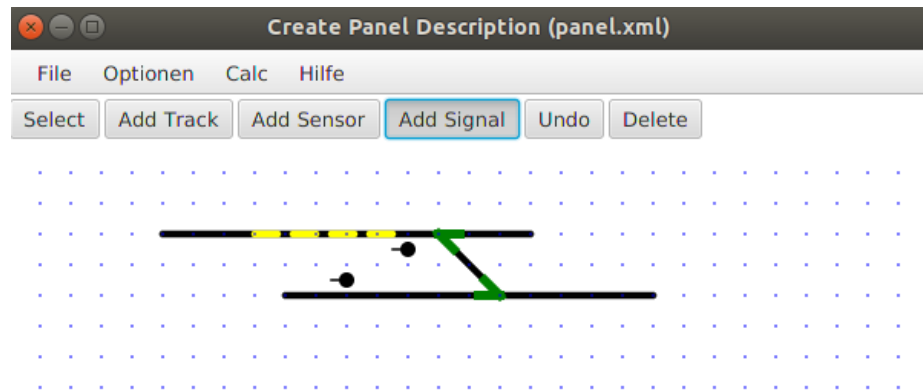 Create Panel Description (panel.xml)
File Optionen Calc Hilfe
Select Add Track Add Sensor Add Signal Undo Delete